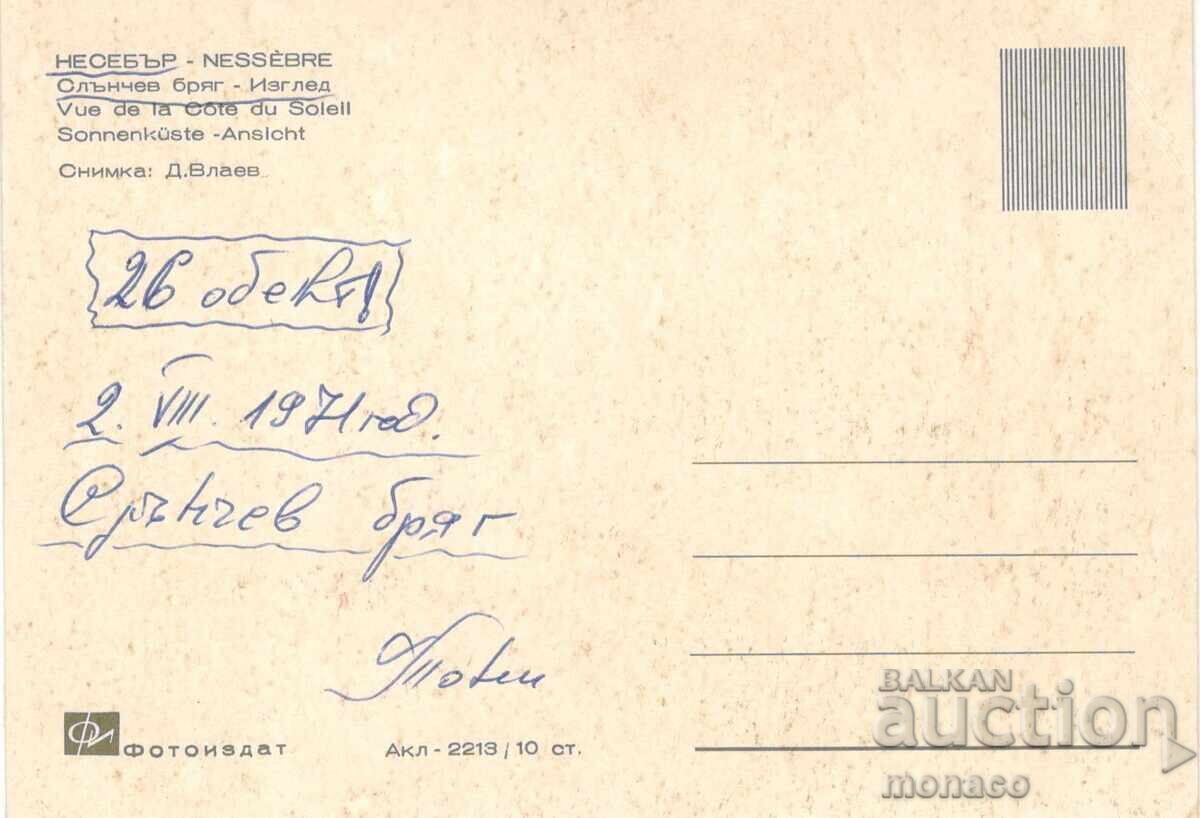 НЕСЕБЪР - NESSÈBRE
Слънчев бряг - Изглед
Vue de la Côte du Soleil
Sonnenküste - Ansicht
Снимка: Д.Влаев
26 обект!
2. VIII. 1971 год.
Слънчев бряг
Фотоиздат
Акл - 2213 / 10 ст.
BALKAN
auction
monaco